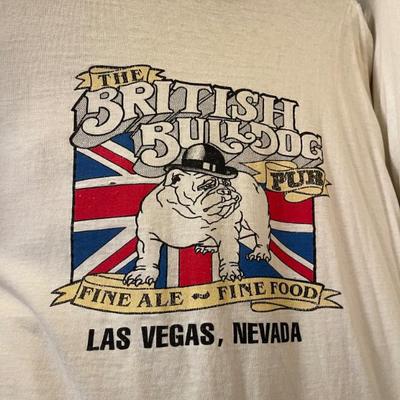 THE
BRITISH
BULLDOG
PUB
FINE ALE FINE FOOD
LAS VEGAS, NEVADA